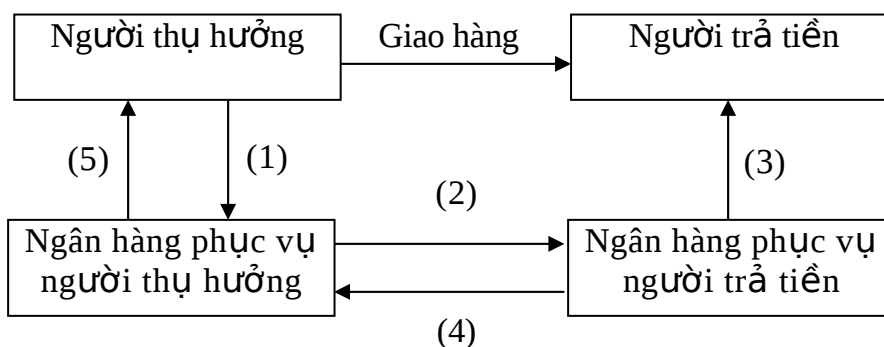 Người thụ hưởng
Giao hàng
Người trả tiền
(5)
(1)
(2)
(3)
Ngân hàng phục vụ
người thụ hưởng
Ngân hàng phục vụ
người trả tiền
(4)